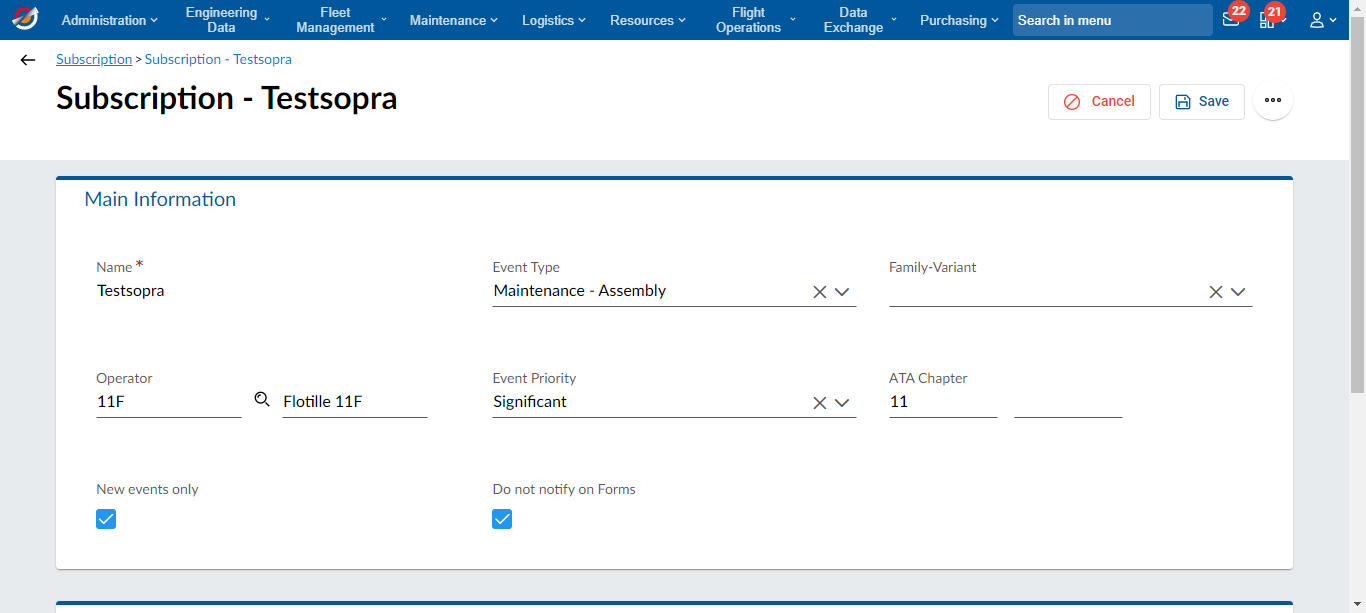 Administration
Engineering
Data
Fleet
Management
Maintenance
Logistics
Resources
Flight
Operations
Data
Exchange
Purchasing
Search in menu
22
21
Subscription > Subscription - Testsopra
Subscription - Testsopra
Cancel
Save
Main Information
Name *
Testsopra
Event Type
Maintenance - Assembly
Family-Variant
Operator
11F
Flotille 11F
Event Priority
Significant
ATA Chapter
11
New events only
Do not notify on Forms